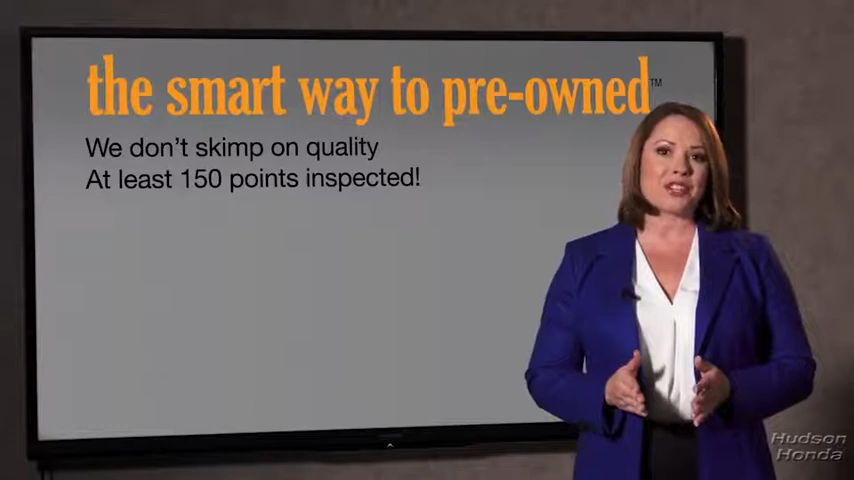 the smart way to pre-owned™
We don't skimp on quality
At least 150 points inspected!
Hudson
Honda